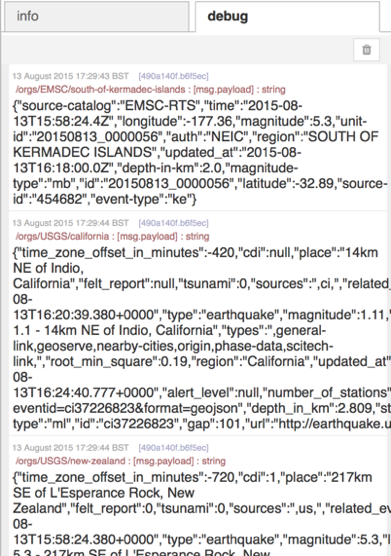 info
debug
13 August 2015 17:29:43 BST [490a140f.b6f5ec]
/orgs/EMSC/south-of-kermadec-islands : [msg.payload] : string
{"source-catalog":"EMSC-RTS","time":"2015-08-
13T15:58:24.4Z","longitude":-177.36,"magnitude":5.3,"unit-
id":"20150813_0000056","auth":"NEIC","region":"SOUTH OF
KERMADEC ISLANDS","updated_at":"2015-08-
13T16:18:00.0Z","depth-in-km":2.0,"magnitude-
type":"mb","id":"20150813_0000056","latitude":-32.89,"source-
id":"454682","event-type":"ke"}
13 August 2015 17:29:44 BST [490a140f.b6f5ec]
/orgs/USGS/california : [msg.payload] : string
{"time_zone_offset_in_minutes":-420,"cdi":null,"place":"14km
NE of Indio,
California","felt_report":null,"tsunami":0,"sources":",ci,","related_
08-
13T16:20:39.380+0000","type":"earthquake","magnitude":1.11,"
1.1 - 14km NE of Indio, California","types":",general-
link,geoserve,nearby-cities,origin,phase-data,scitech-
link,","root_min_square":0.19,"region":"California","updated_at"
08-
13T16:24:40.777+0000","alert_level":null,"number_of_stations"
eventid=ci37226823&format=geojson","depth_in_km":2.809,"st
type":"ml","id":"ci37226823","gap":101,"url":"http://earthquake.u
13 August 2015 17:29:44 BST [490a140f.b6f5ec]
/orgs/USGS/new-zealand : [msg.payload] : string
{"time_zone_offset_in_minutes":-720,"cdi":1,"place":"217km
SE of L'Esperance Rock, New
Zealand","felt_report":0,"tsunami":0,"sources":",us,","related_ev
08-
13T15:58:24.380+0000","type":"earthquake","magnitude":5.3,"
5.3 - 217km SE of L'Esperance Rock, New